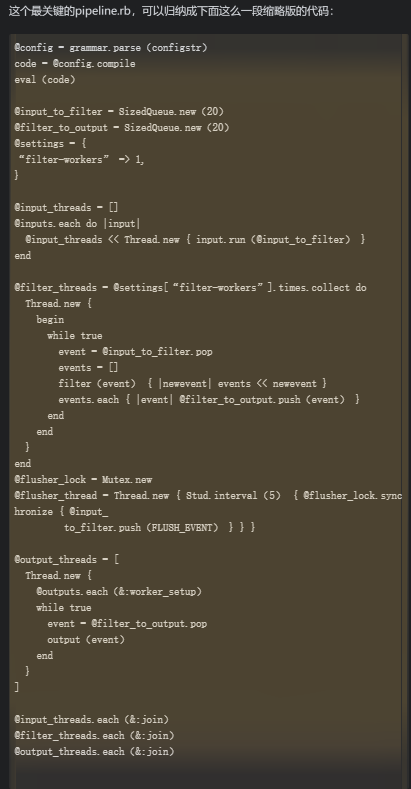 这个最关键的pipeline.rb，可以归纳成下面这么一段缩略版的代码：
@config = grammar.parse (configstr)
code = @config.compile
eval (code)
@input_to_filter = SizedQueue.new (20)
@filter_to_output = SizedQueue.new (20)
@settings = {
“filter-workers” -> 1,
}
@input_threads = []
@inputs.each do |input|
@input_threads << Thread.new { input.run (@input_to_filter) }
end
@filter_threads = @settings[“filter-workers”].times.collect do
Thread.new {
begin
while true
event = @input_to_filter.pop
events = []
filter (event) { |newevent| events << newevent }
events.each { |event| @filter_to_output.push (event) }
end
end
}
end
@flusher_lock = Mutex.new
@flusher_thread = Thread.new { Stud.interval (5) { @flusher_lock.sync
hronize { @input_
to_filter.push (FLUSH_EVENT) } } }
@output_threads = [
Thread.new {
@outputs.each (&:worker_setup)
while true
event = @filter_to_output.pop
output (event)
end
}
]
@input_threads.each (&:join)
@filter_threads.each (&:join)
@output_threads.each (&:join)